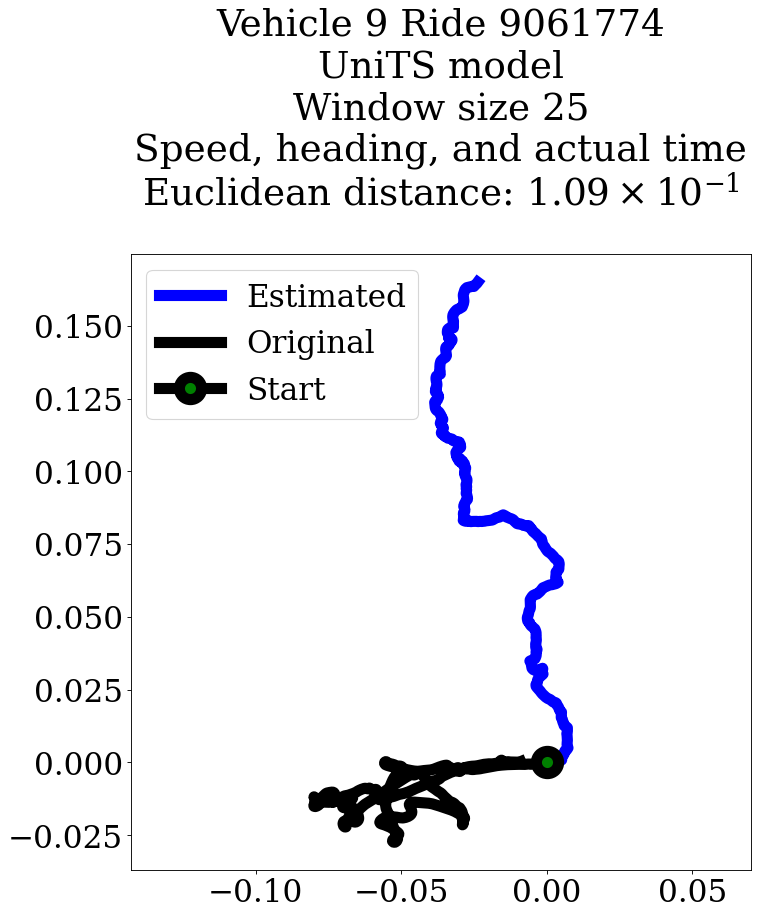 Vehicle 9 Ride 9061774
UniTS model
Window size 25
Speed, heading, and actual time
Euclidean distance: 1.09 × 10⁻¹
Estimated
Original
Start
0.150
0.125
0.100
0.075
0.050
0.025
0.000
−0.025
−0.10 −0.05 0.00 0.05